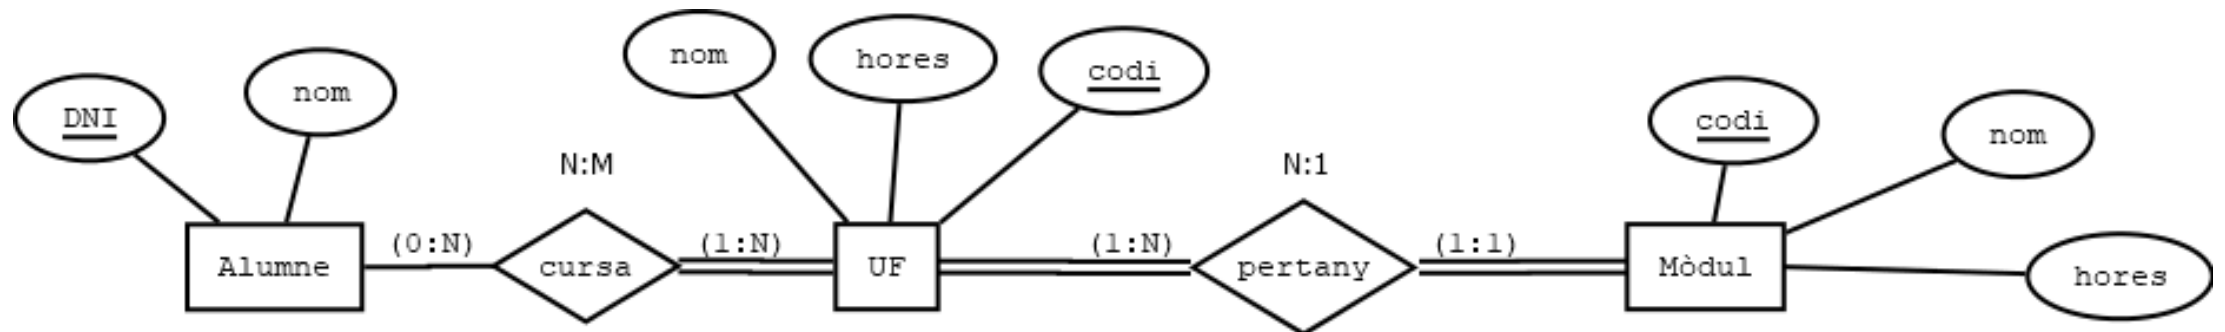 nom
hores
codi
DNI
nom
codi
nom
N:M
N:1
Alumne
(0:N)
cursa
(1:N)
UF
(1:N)
pertany
(1:1)
Mòdul
hores